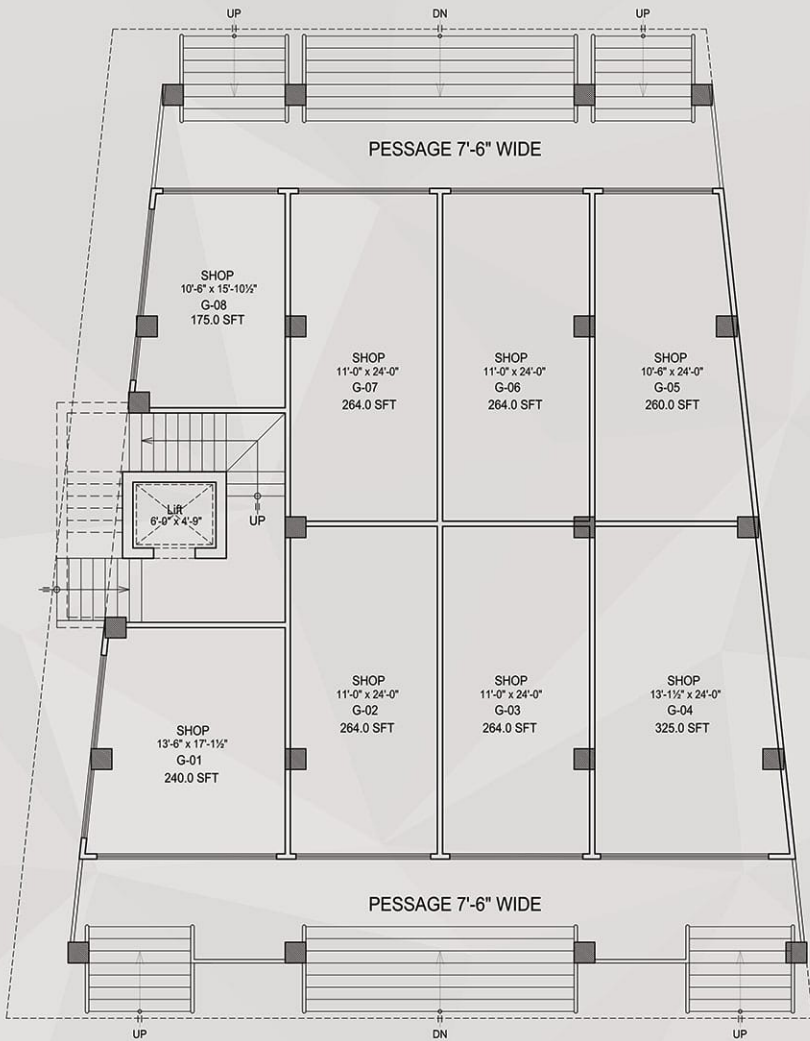 UP
DN
UP
PESSAGE 7'-6" WIDE
SHOP
10'-6" x 15'-10½"
G-08
175.0 SFT
SHOP
11'-0" x 24'-0"
G-07
264.0 SFT
SHOP
11'-0" x 24'-0"
G-06
264.0 SFT
SHOP
10'-6" x 24'-0"
G-05
260.0 SFT
Lift
6'-0" x 4'-9"
UP
SHOP
13'-6" x 17'-1½"
G-01
240.0 SFT
SHOP
11'-0" x 24'-0"
G-02
264.0 SFT
SHOP
11'-0" x 24'-0"
G-03
264.0 SFT
SHOP
13'-1½" x 24'-0"
G-04
325.0 SFT
PESSAGE 7'-6" WIDE
UP
DN
UP